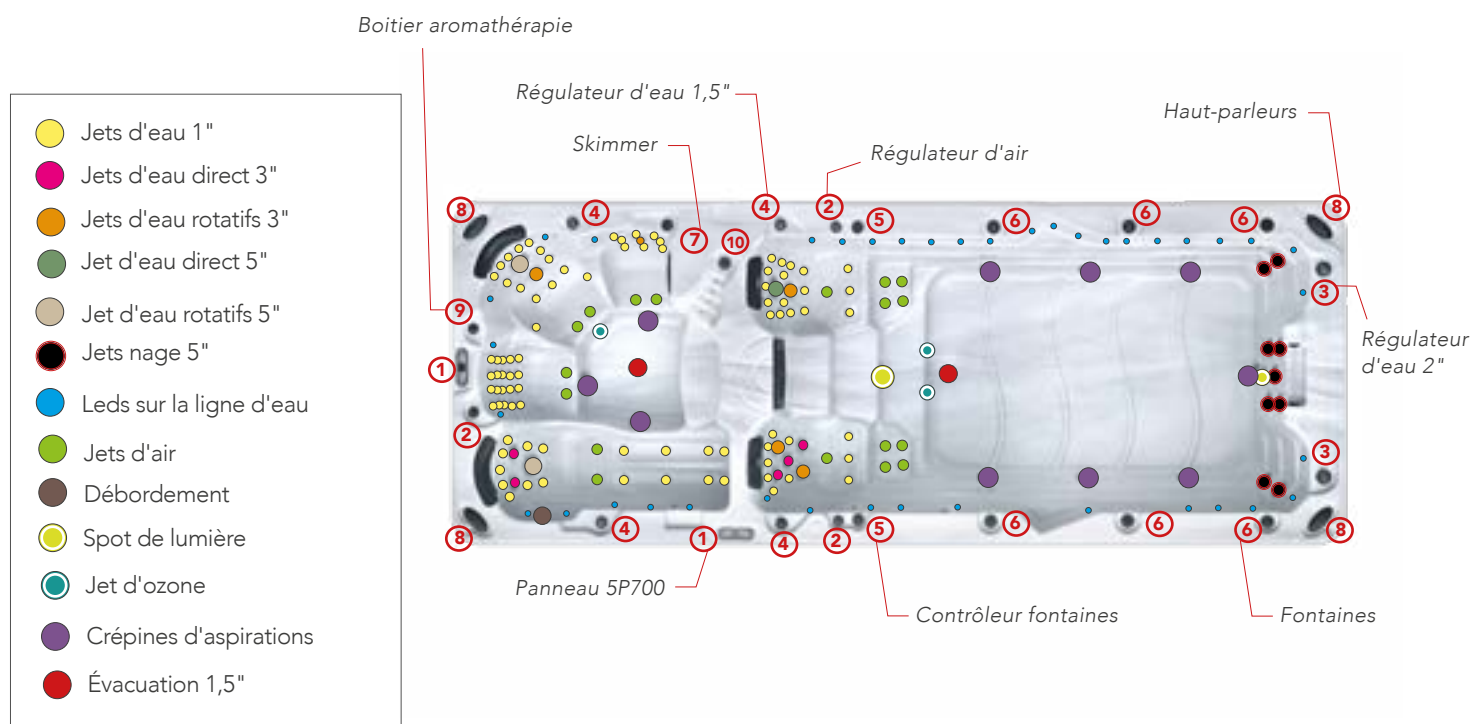 Boitier aromathérapie
Régulateur d'eau 1,5"
Haut-parleurs
Skimmer
Régulateur d'air
Jets d'eau 1"
Jets d'eau direct 3"
Jets d'eau rotatifs 3"
Jet d'eau direct 5"
Jet d'eau rotatifs 5"
Jets nage 5"
Leds sur la ligne d'eau
Jets d'air
Débordement
Spot de lumière
Jet d'ozone
Crépines d'aspirations
Évacuation 1,5"
8
4
4
2
5
6
6
6
8
7
10
9
3
Régulateur
d'eau 2"
1
2
3
8
4
1
4
2
5
6
6
6
8
Panneau 5P700
Contrôleur fontaines
Fontaines